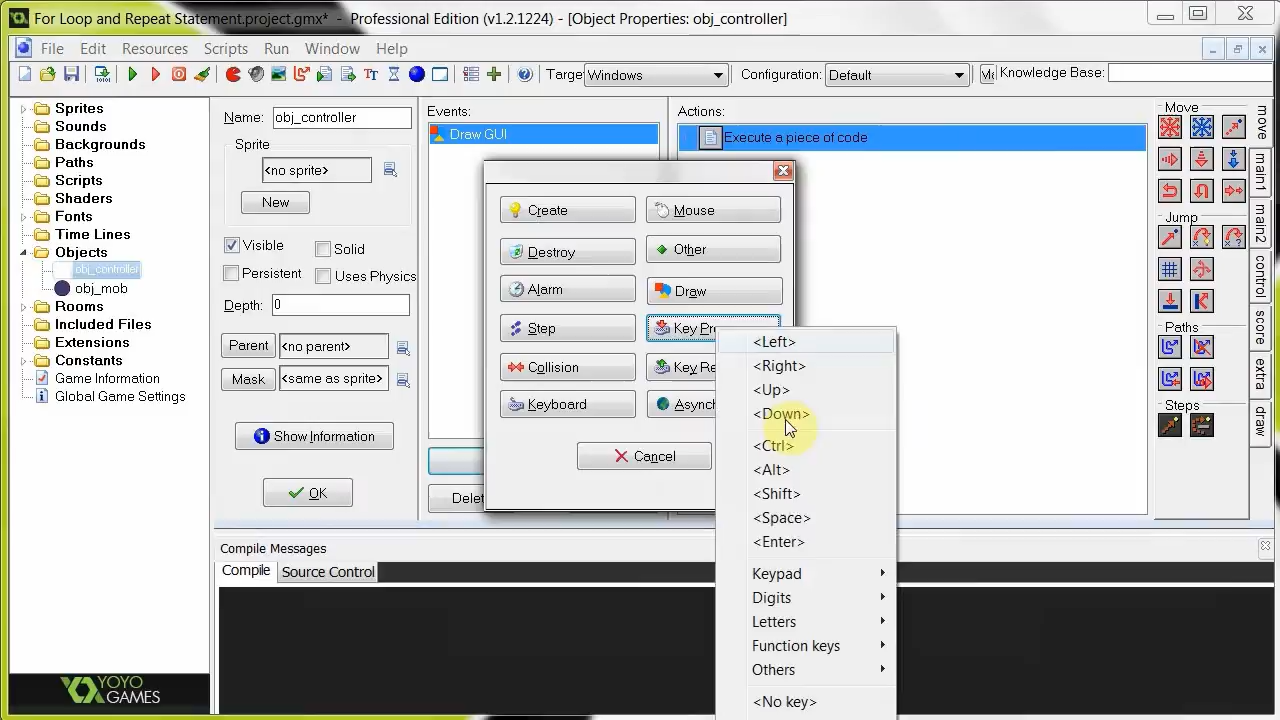 For Loop and Repeat Statement.project.gmx* - Professional Edition (v1.2.1224) - [Object Properties: obj_controller]
File Edit Resources Scripts Run Window Help
Target Windows Configuration: Default Knowledge Base:
Sprites
Sounds
Backgrounds
Paths
Scripts
Shaders
Fonts
Time Lines
Objects
obj_controller
obj_mob
Rooms
Included Files
Extensions
Constants
Game Information
Global Game Settings
YOYO
GAMES
Name: obj_controller
Sprite
<no sprite>
New
Visible Solid
Persistent Uses Physics
Depth: 0
Parent <no parent>
Mask <same as sprite>
Show Information
OK
Events:
Draw GUI
Delet
Actions:
Execute a piece of code
Create Mouse
Destroy Other
Alarm Draw
Step Key Pre
Collision Key Re
Keyboard Asynch
Cancel
<Left>
<Right>
<Up>
<Down>
<Ctrl>
<Alt>
<Shift>
<Space>
<Enter>
Keypad
Digits
Letters
Function keys
Others
<No key>
Move
Jump
Paths
Steps
move
main1
main2
control
score
extra
draw
Compile Messages
Compile Source Control